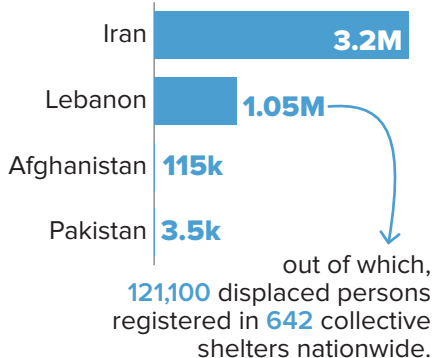 Iran 3.2M
Lebanon 1.05M
Afghanistan 115k
Pakistan 3.5k
out of which,
121,100 displaced persons
registered in 642 collective
shelters nationwide.